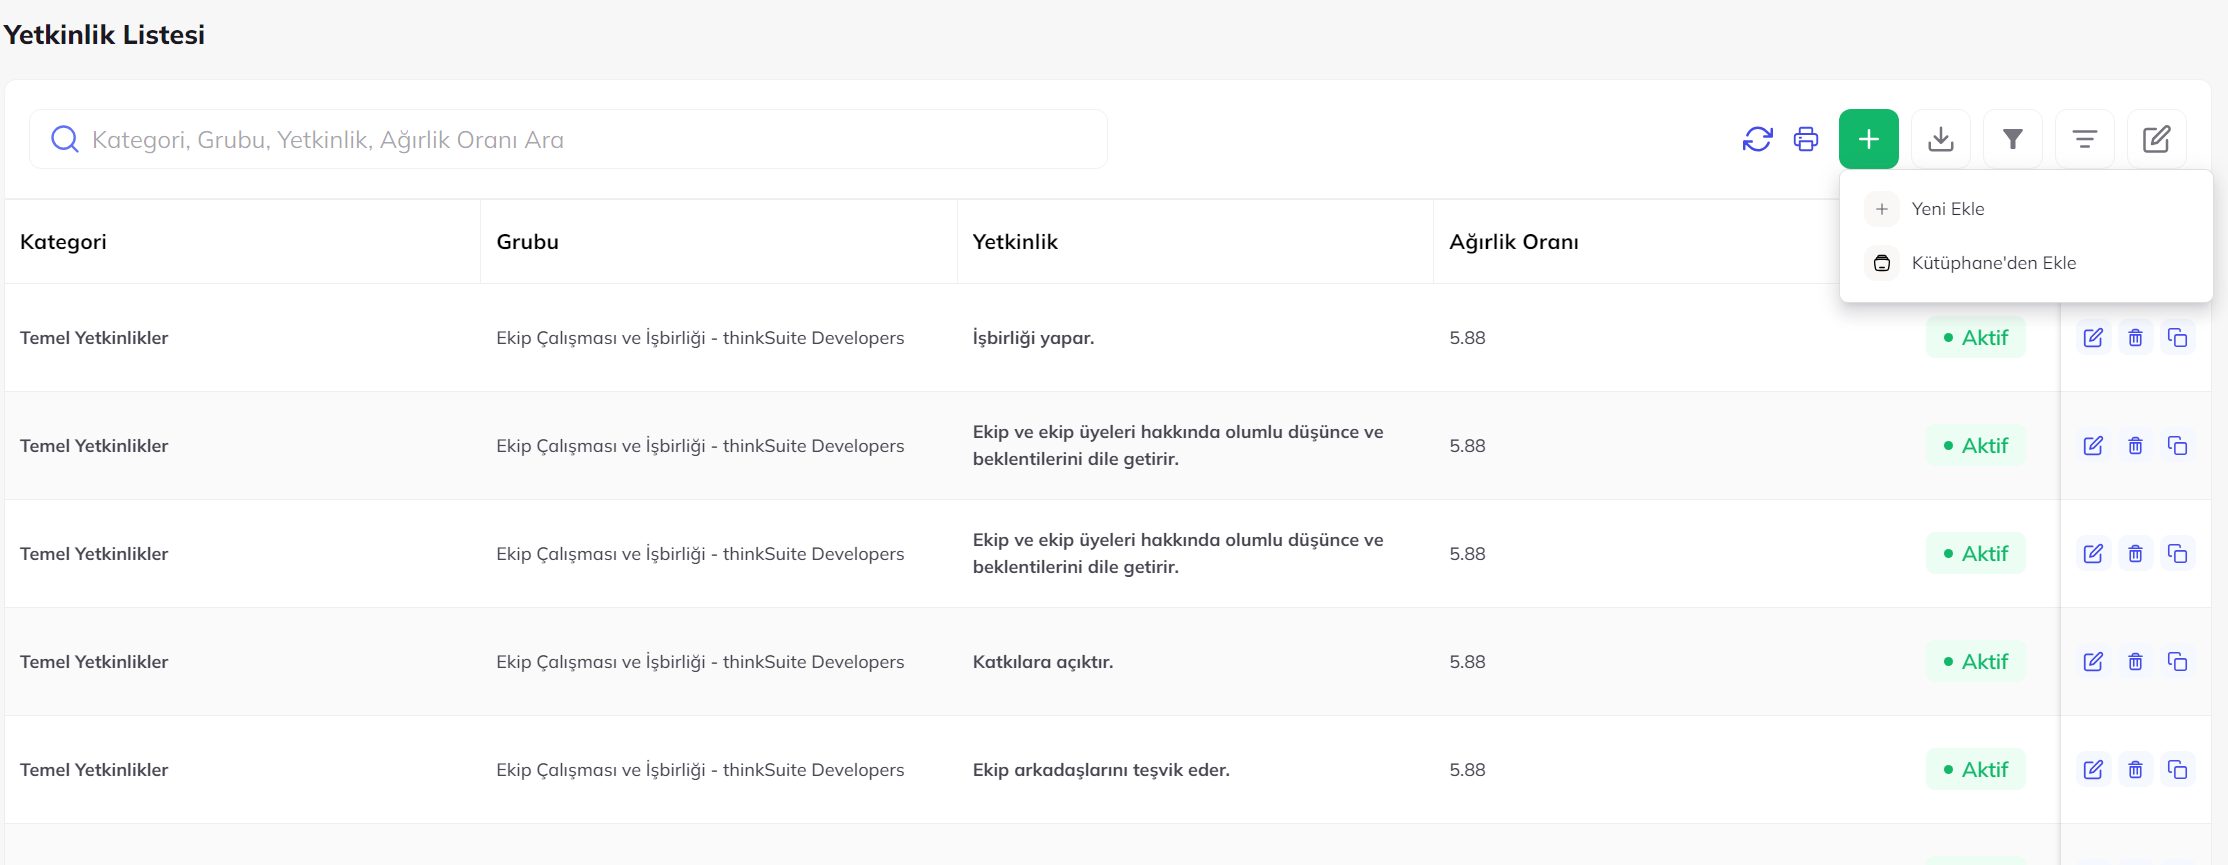 Yetkinlik Listesi
Kategori, Grubu, Yetkinlik, Ağırlik Oranı Ara
Yeni Ekle
Kütüphane'den Ekle
Kategori
Grubu
Yetkinlik
Ağırlik Oranı
Temel Yetkinlikler
Ekip Çalışması ve İşbirliği - thinkSuite Developers
İşbirliği yapar.
5.88
Aktif
Temel Yetkinlikler
Ekip Çalışması ve İşbirliği - thinkSuite Developers
Ekip ve ekip üyeleri hakkında olumlu düşünce ve
beklentilerini dile getirir.
5.88
Aktif
Temel Yetkinlikler
Ekip Çalışması ve İşbirliği - thinkSuite Developers
Ekip ve ekip üyeleri hakkında olumlu düşünce ve
beklentilerini dile getirir.
5.88
Aktif
Temel Yetkinlikler
Ekip Çalışması ve İşbirliği - thinkSuite Developers
Katkılara açıktır.
5.88
Aktif
Temel Yetkinlikler
Ekip Çalışması ve İşbirliği - thinkSuite Developers
Ekip arkadaşlarını teşvik eder.
5.88
Aktif